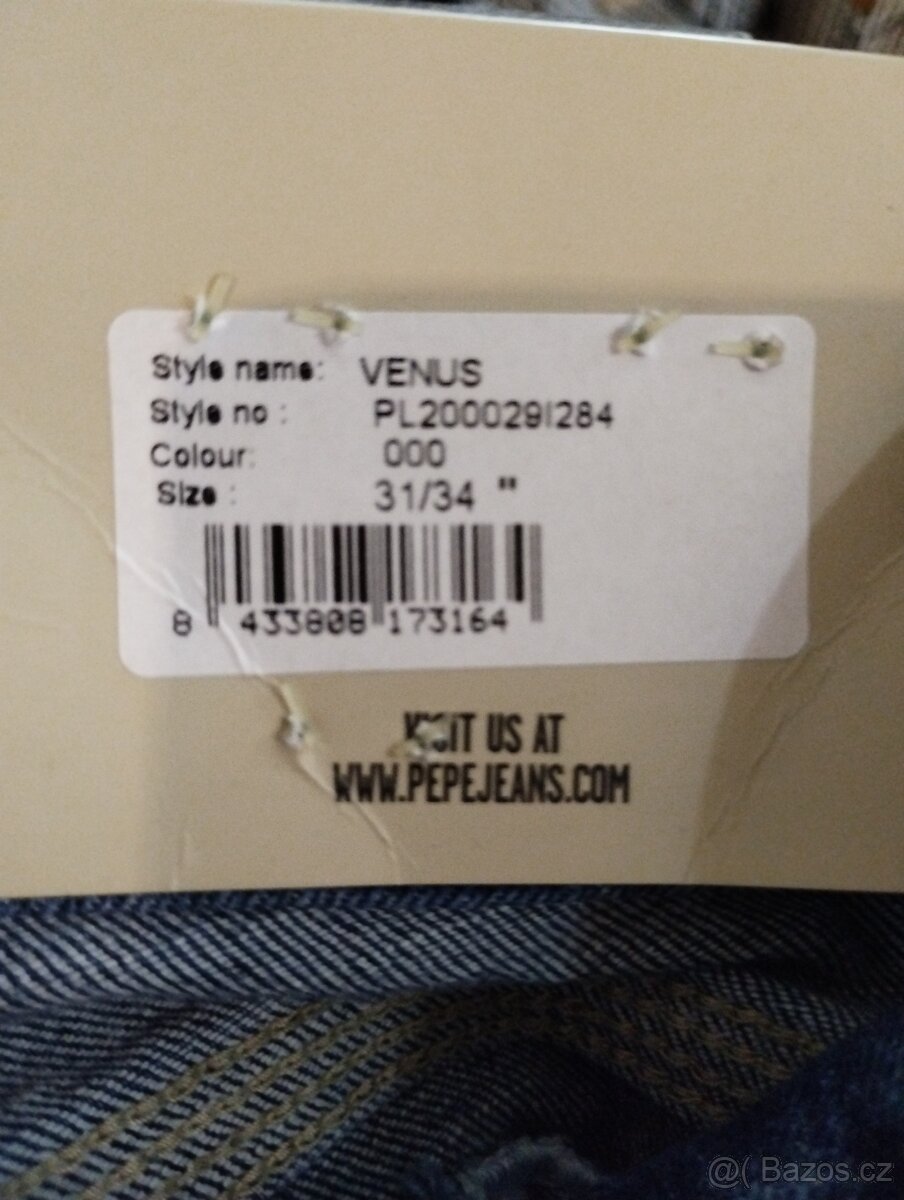 Style name: VENUS
Style no : PL200029I284
Colour: 000
Size : 31/34 "
8 433808 173164
VISIT US AT
WWW.PEPEJEANS.COM
@( Bazos.cz